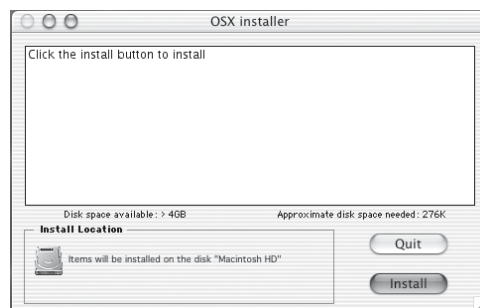 OSX installer
Click the install button to install
Disk space available: > 4GB
Approximate disk space needed: 276K
Install Location
Items will be installed on the disk "Macintosh HD"
Quit
Install